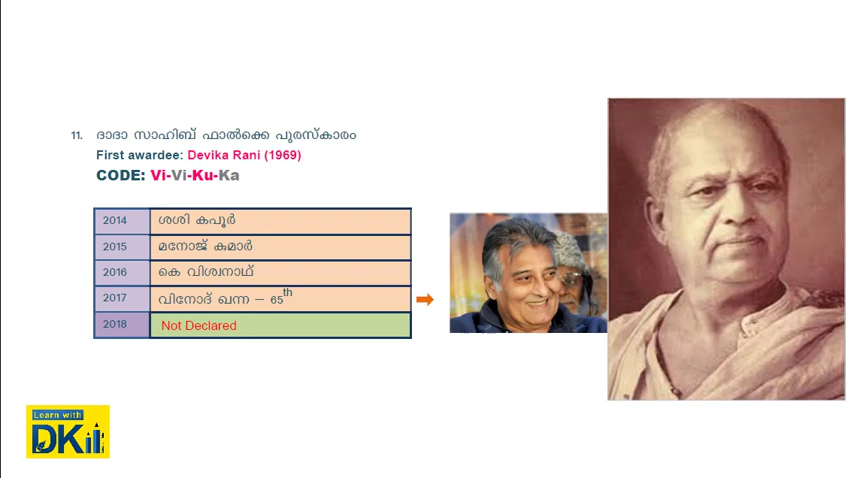 11. ദാദാ സാഹിബ് ഫാൽക്കെ പുരസ്കാരം
First awardee: Devika Rani (1969)
CODE: Vi-Vi-Ku-Ka
2014 ശശി കപൂർ
2015 മനോജ് കുമാർ
2016 കെ വിശ്വനാഥ്
2017 വിനോദ് ഖന്ന – 65th
2018 Not Declared
Learn with
DK